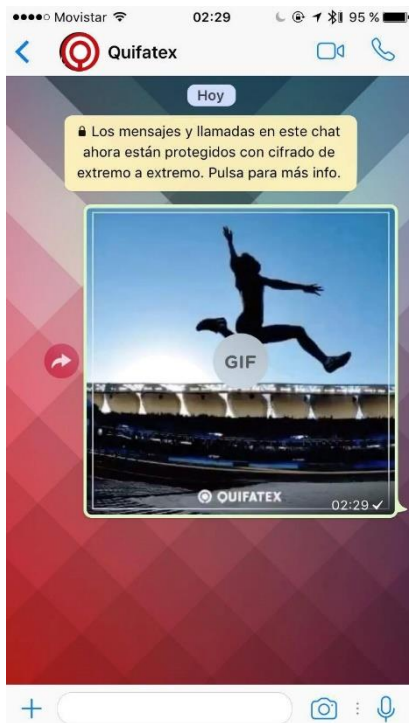 Movistar 02:29 95 %
Quifatex
Hoy
Los mensajes y llamadas en este chat
ahora están protegidos con cifrado de
extremo a extremo. Pulsa para más info.
GIF
QUIFATEX
02:29